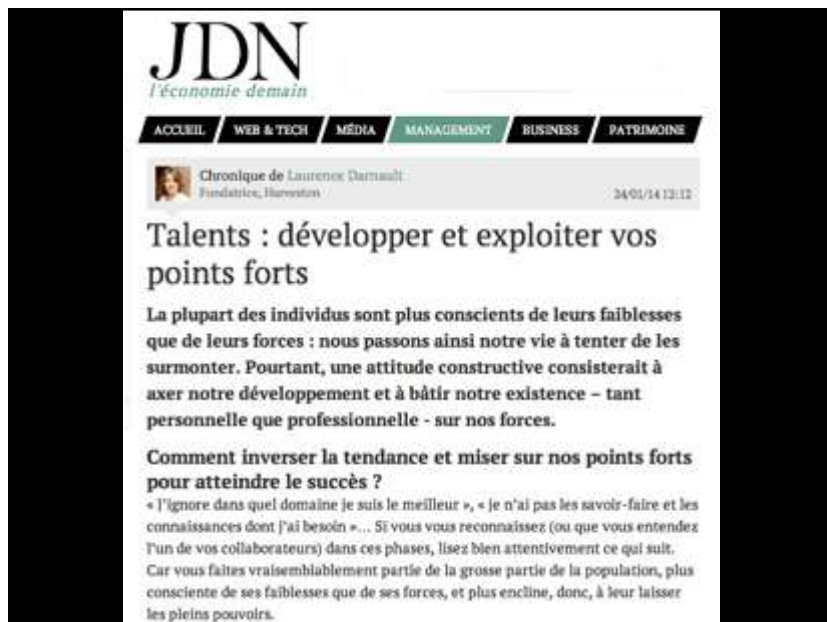 JDN
l'économie demain
ACCUEIL WEB & TECH MÉDIA MANAGEMENT BUSINESS PATRIMOINE
Chronique de Laurence Darnault
Fondatrice, Harveston 24/01/14 12:12
Talents : développer et exploiter vos
points forts
La plupart des individus sont plus conscients de leurs faiblesses
que de leurs forces : nous passons ainsi notre vie à tenter de les
surmonter. Pourtant, une attitude constructive consisterait à
axer notre développement et à bâtir notre existence – tant
personnelle que professionnelle - sur nos forces.
Comment inverser la tendance et miser sur nos points forts
pour atteindre le succès ?
« J'ignore dans quel domaine je suis le meilleur », « je n'ai pas les savoir-faire et les
connaissances dont j'ai besoin »... Si vous vous reconnaissez (ou que vous entendez
l'un de vos collaborateurs) dans ces phases, lisez bien attentivement ce qui suit.
Car vous faites vraisemblablement partie de la grosse partie de la population, plus
consciente de ses faiblesses que de ses forces, et plus encline, donc, à leur laisser
les pleins pouvoirs.